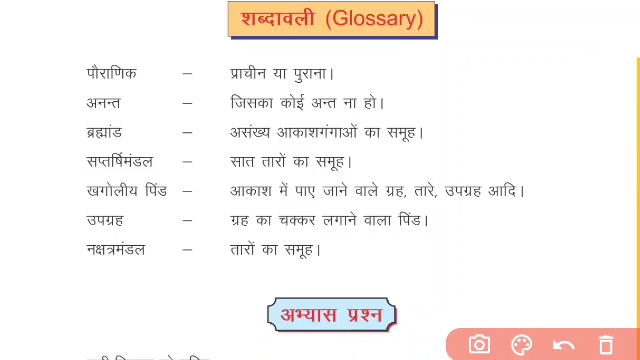 शब्दावली (Glossary)
पौराणिक – प्राचीन या पुराना।
अनन्त – जिसका कोई अन्त ना हो।
ब्रह्मांड – असंख्य आकाशगंगाओं का समूह।
सप्तर्षिमंडल – सात तारों का समूह।
खगोलीय पिंड – आकाश में पाए जाने वाले ग्रह, तारे, उपग्रह आदि।
उपग्रह – ग्रह का चक्कर लगाने वाला पिंड।
नक्षत्रमंडल – तारों का समूह।
अभ्यास प्रश्न